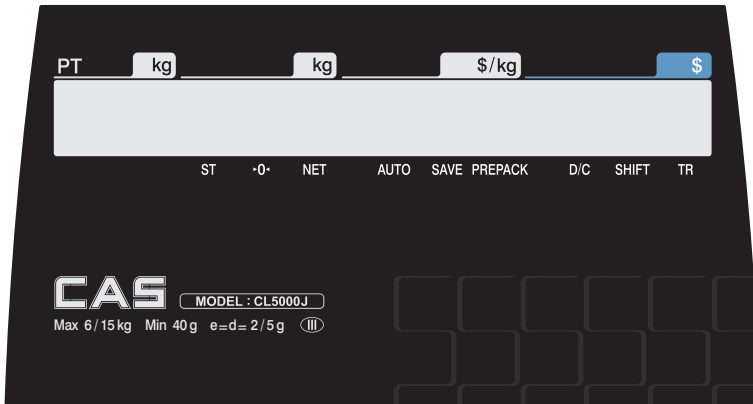 PT kg kg $/kg $
ST ▸0◂ NET AUTO SAVE PREPACK D/C SHIFT TR
CAS MODEL : CL5000J
Max 6/15kg Min 40g e=d= 2/5g III